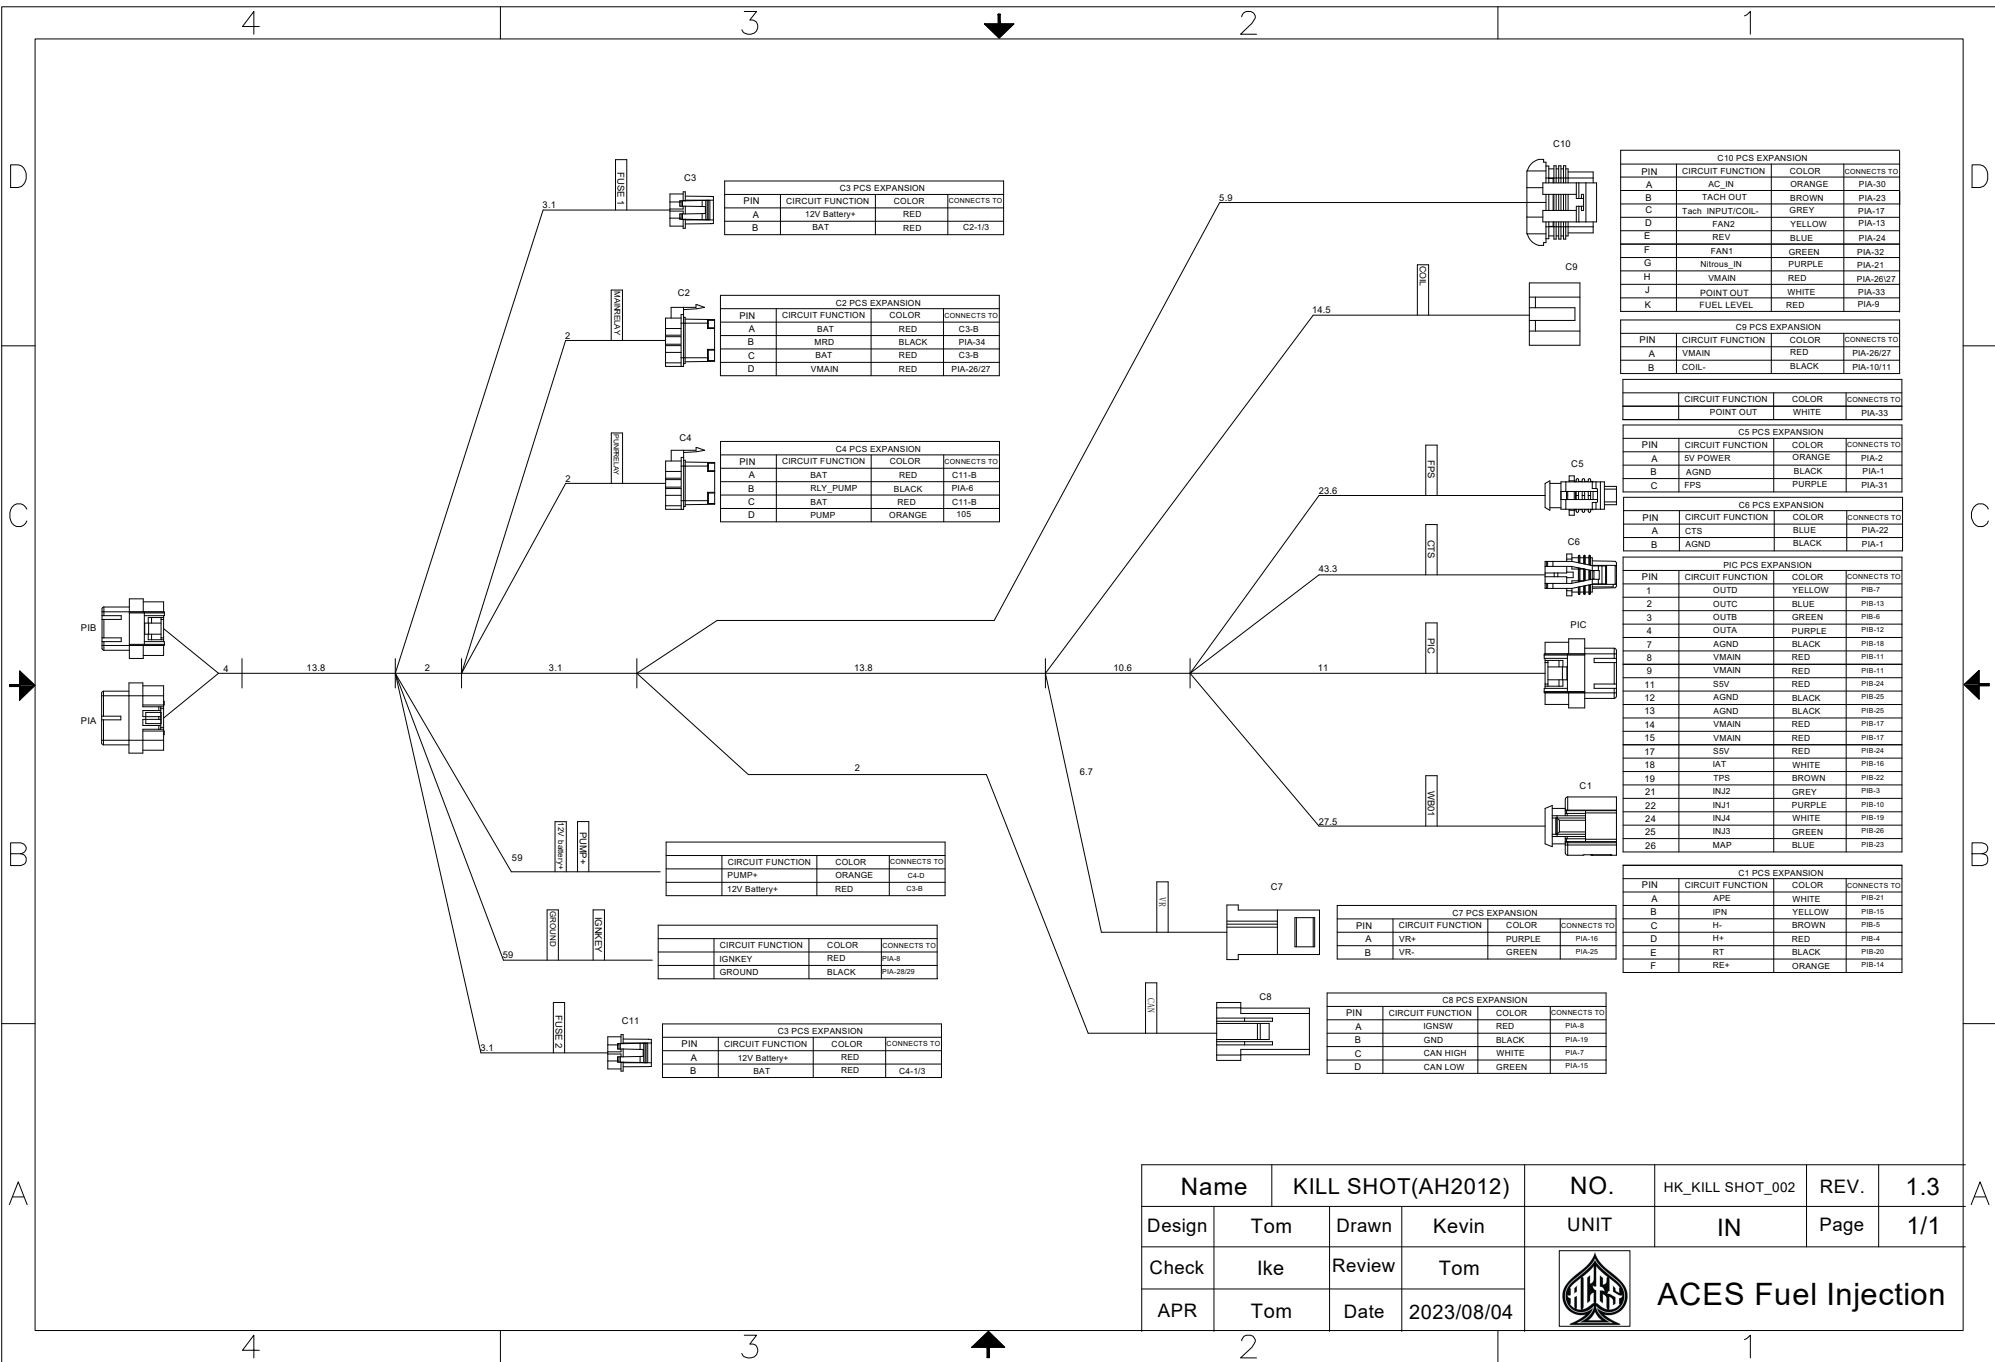 4 3 2 1
D
C
B
A
D
C
B
A
4 3 2 1
FUSE 1
3.1
C3
C3 PCS EXPANSION
PIN CIRCUIT FUNCTION COLOR CONNECTS TO
A 12V Battery+ RED
B BAT RED C2-1/3
MAINRELAY
2
C2
C2 PCS EXPANSION
PIN CIRCUIT FUNCTION COLOR CONNECTS TO
A BAT RED C3-B
B MRD BLACK PIA-34
C BAT RED C3-B
D VMAIN RED PIA-26/27
2
C4
C4 PCS EXPANSION
PIN CIRCUIT FUNCTION COLOR CONNECTS TO
A BAT RED C11-B
B RLY_PUMP BLACK PIA-6
C BAT RED C11-B
D PUMP ORANGE 105
PIB
PIA
4
13.8
2
3.1
13.8
10.6
11
2
6.7
59
12V battery+
PUMP+
CIRCUIT FUNCTION COLOR CONNECTS TO
PUMP+ ORANGE C4-D
12V Battery+ RED C3-B
59
GROUND
IGNKEY
CIRCUIT FUNCTION COLOR CONNECTS TO
IGNKEY RED PIA-8
GROUND BLACK PIA-28/29
3.1
FUSE 2
C11
C3 PCS EXPANSION
PIN CIRCUIT FUNCTION COLOR CONNECTS TO
A 12V Battery+ RED
B BAT RED C4-1/3
5.9
C10
C10 PCS EXPANSION
PIN CIRCUIT FUNCTION COLOR CONNECTS TO
A AC_IN ORANGE PIA-30
B TACH OUT BROWN PIA-23
C Tach INPUT/COIL- GREY PIA-17
D FAN2 YELLOW PIA-13
E REV BLUE PIA-24
F FAN1 GREEN PIA-32
G Nitrous_IN PURPLE PIA-21
H VMAIN RED PIA-26\27
J POINT OUT WHITE PIA-33
K FUEL LEVEL RED PIA-9
14.5
COIL
C9
C9 PCS EXPANSION
PIN CIRCUIT FUNCTION COLOR CONNECTS TO
A VMAIN RED PIA-26/27
B COIL- BLACK PIA-10/11
CIRCUIT FUNCTION COLOR CONNECTS TO
POINT OUT WHITE PIA-33
23.6
FPS
C5
C5 PCS EXPANSION
PIN CIRCUIT FUNCTION COLOR CONNECTS TO
A 5V POWER ORANGE PIA-2
B AGND BLACK PIA-1
C FPS PURPLE PIA-31
43.3
CTS
C6
C6 PCS EXPANSION
PIN CIRCUIT FUNCTION COLOR CONNECTS TO
A CTS BLUE PIA-22
B AGND BLACK PIA-1
PIC
PIC
PIC PCS EXPANSION
PIN CIRCUIT FUNCTION COLOR CONNECTS TO
1 OUTD YELLOW PIB-7
2 OUTC BLUE PIB-13
3 OUTB GREEN PIB-6
4 OUTA PURPLE PIB-12
7 AGND BLACK PIB-18
8 VMAIN RED PIB-11
9 VMAIN RED PIB-11
11 S5V RED PIB-24
12 AGND BLACK PIB-25
13 AGND BLACK PIB-25
14 VMAIN RED PIB-17
15 VMAIN RED PIB-17
17 S5V RED PIB-24
18 IAT WHITE PIB-16
19 TPS BROWN PIB-22
21 INJ2 GREY PIB-3
22 INJ1 PURPLE PIB-10
24 INJ4 WHITE PIB-19
25 INJ3 GREEN PIB-26
26 MAP BLUE PIB-23
27.5
WB01
C1
C1 PCS EXPANSION
PIN CIRCUIT FUNCTION COLOR CONNECTS TO
A APE WHITE PIB-21
B IPN YELLOW PIB-15
C H- BROWN PIB-5
D H+ RED PIB-4
E RT BLACK PIB-20
F RE+ ORANGE PIB-14
VR
C7
C7 PCS EXPANSION
PIN CIRCUIT FUNCTION COLOR CONNECTS TO
A VR+ PURPLE PIA-16
B VR- GREEN PIA-25
CAN
C8
C8 PCS EXPANSION
PIN CIRCUIT FUNCTION COLOR CONNECTS TO
A IGNSW RED PIA-8
B GND BLACK PIA-19
C CAN HIGH WHITE PIA-7
D CAN LOW GREEN PIA-15
Name KILL SHOT(AH2012) NO. HK_KILL SHOT_002 REV. 1.3
Design Tom Drawn Kevin UNIT IN Page 1/1
Check Ike Review Tom
APR Tom Date 2023/08/04
ACES
ACES Fuel Injection